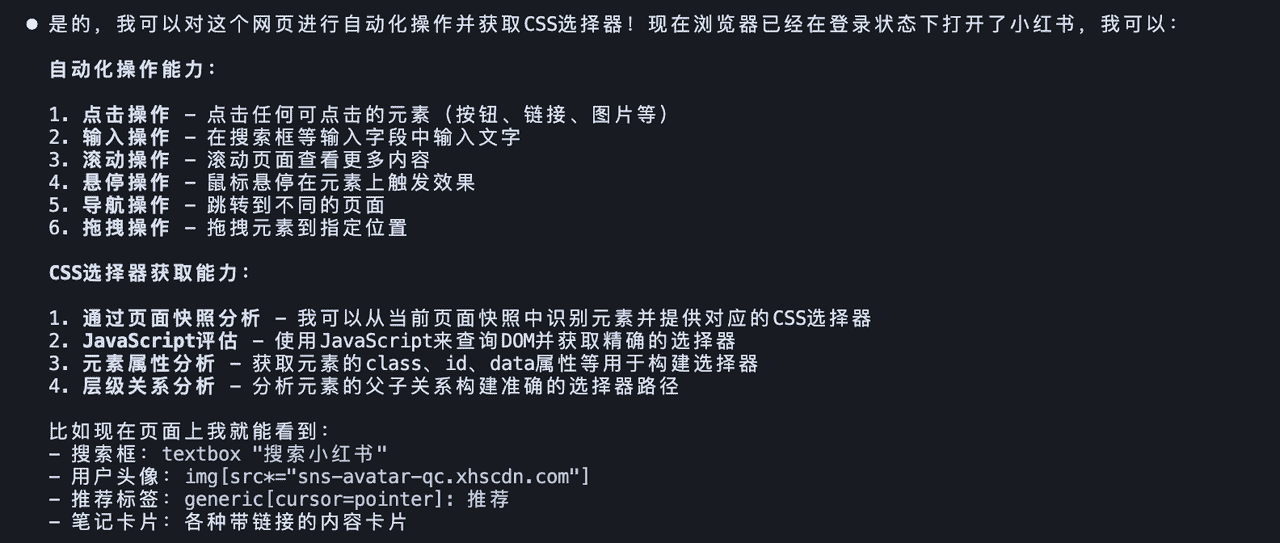 ● 是的，我可以对这个网页进行自动化操作并获取CSS选择器！现在浏览器已经在登录状态下打开了小红书，我可以：
自动化操作能力：
1. 点击操作 – 点击任何可点击的元素（按钮、链接、图片等）
2. 输入操作 – 在搜索框等输入字段中输入文字
3. 滚动操作 – 滚动页面查看更多内容
4. 悬停操作 – 鼠标悬停在元素上触发效果
5. 导航操作 – 跳转到不同的页面
6. 拖拽操作 – 拖拽元素到指定位置
CSS选择器获取能力：
1. 通过页面快照分析 – 我可以从当前页面快照中识别元素并提供对应的CSS选择器
2. JavaScript评估 – 使用JavaScript来查询DOM并获取精确的选择器
3. 元素属性分析 – 获取元素的class、id、data属性等用于构建选择器
4. 层级关系分析 – 分析元素的父子关系构建准确的选择器路径
比如现在页面上我就能看到：
– 搜索框：textbox "搜索小红书"
– 用户头像：img[src*="sns-avatar-qc.xhscdn.com"]
– 推荐标签：generic[cursor=pointer]: 推荐
– 笔记卡片：各种带链接的内容卡片